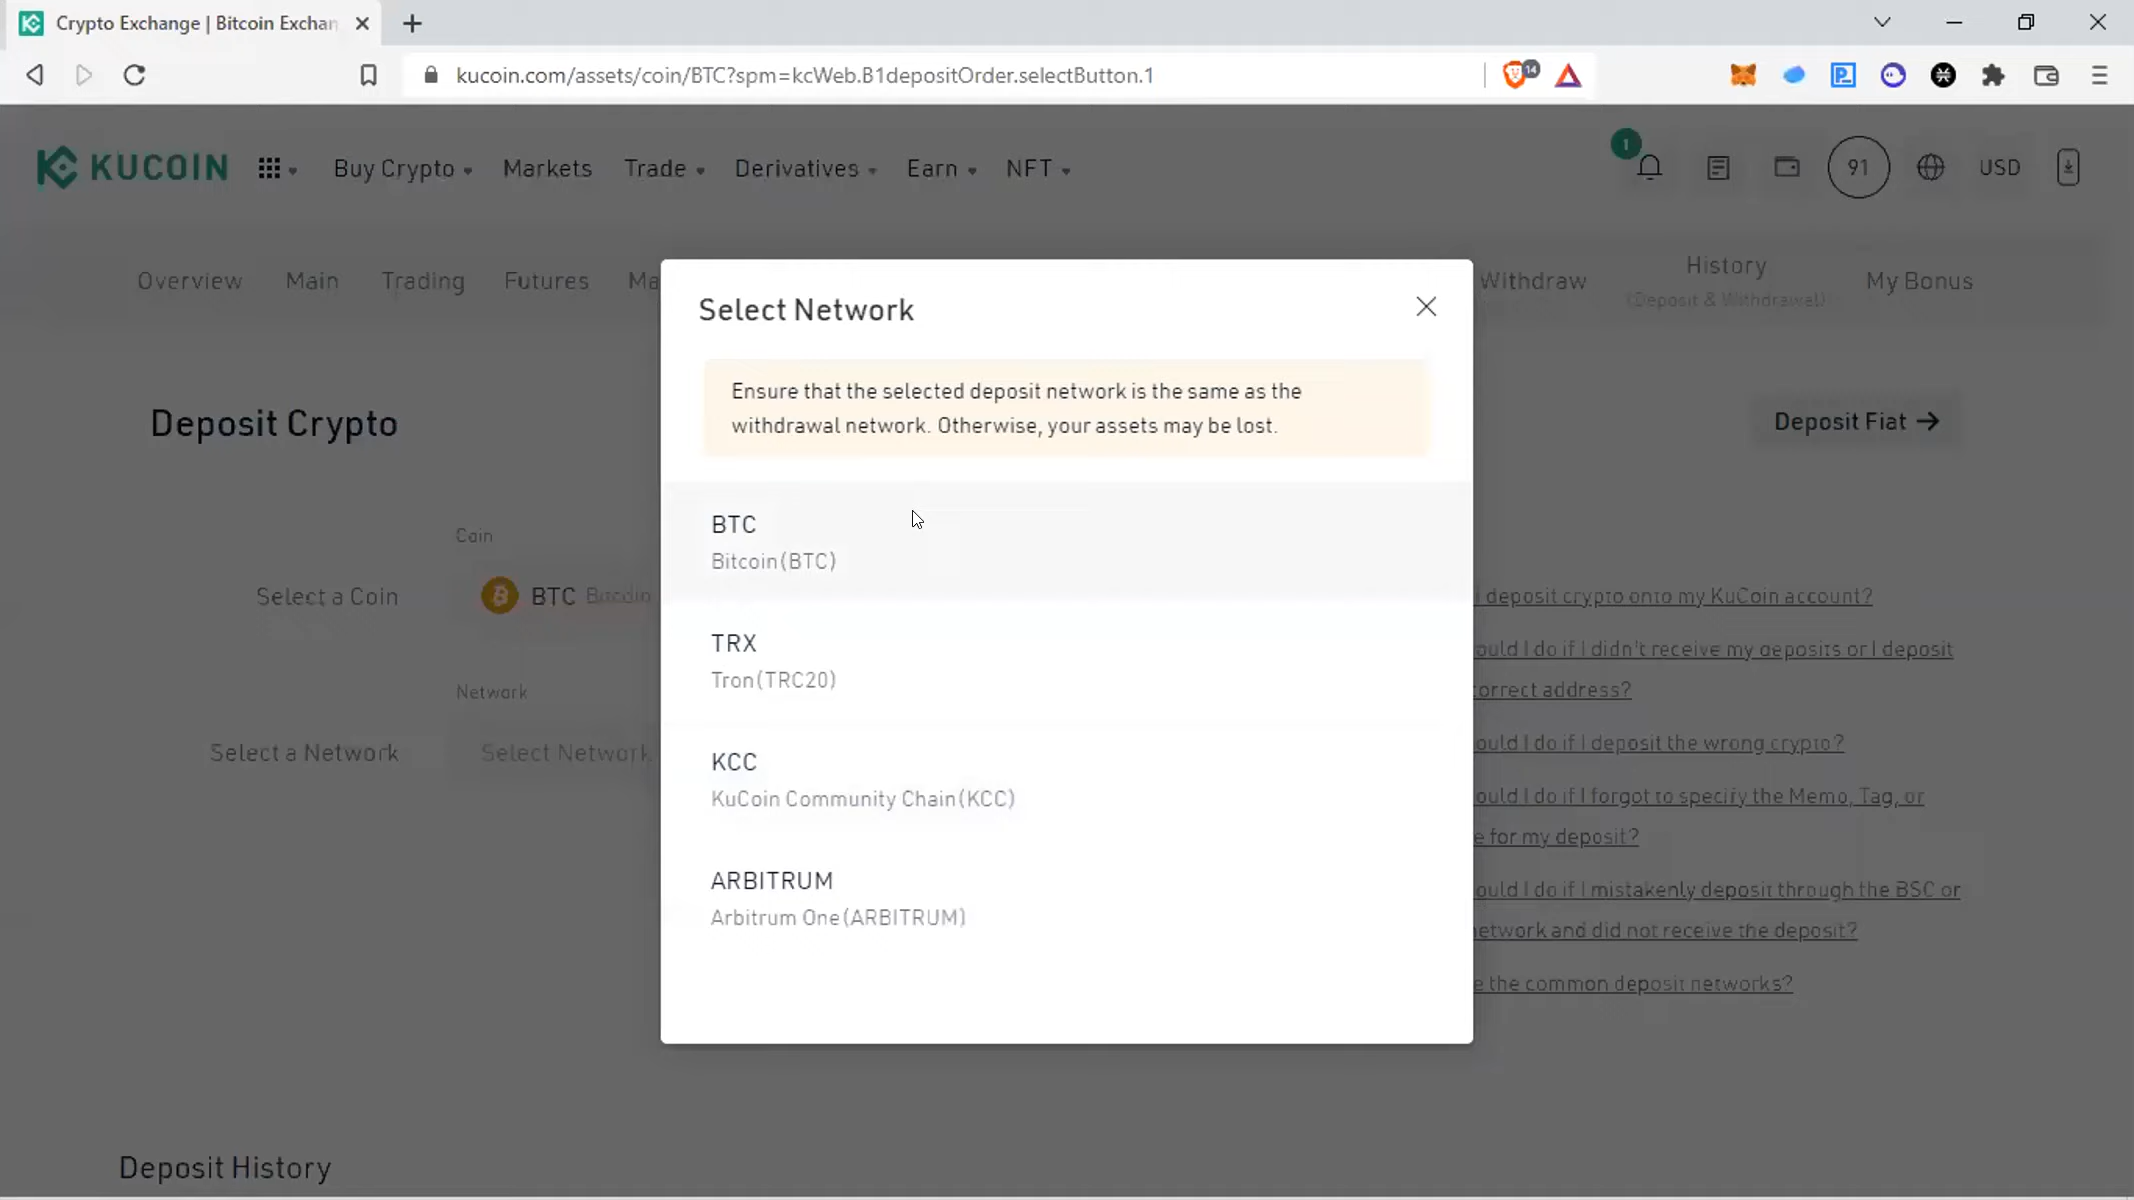 Crypto Exchange | Bitcoin Exchan
kucoin.com/assets/coin/BTC?spm=kcWeb.B1depositOrder.selectButton.1
14
KUCOIN
Buy Crypto
Markets
Trade
Derivatives
Earn
NFT
1
91
USD
Overview
Main
Trading
Futures
Ma
Withdraw
History
(Deposit & Withdrawal)
My Bonus
Select Network
Ensure that the selected deposit network is the same as the
withdrawal network. Otherwise, your assets may be lost.
Deposit Crypto
Deposit Fiat →
BTC
Bitcoin(BTC)
TRX
Tron(TRC20)
KCC
KuCoin Community Chain(KCC)
ARBITRUM
Arbitrum One(ARBITRUM)
Coin
Select a Coin
BTC Bitcoin
Network
Select a Network
Select Network
I deposit crypto onto my KuCoin account?
ould I do if I didn't receive my deposits or I deposit
orrect address?
ould I do if I deposit the wrong crypto?
ould I do if I forgot to specify the Memo, Tag, or
e for my deposit?
ould I do if I mistakenly deposit through the BSC or
network and did not receive the deposit?
e the common deposit networks?
Deposit History